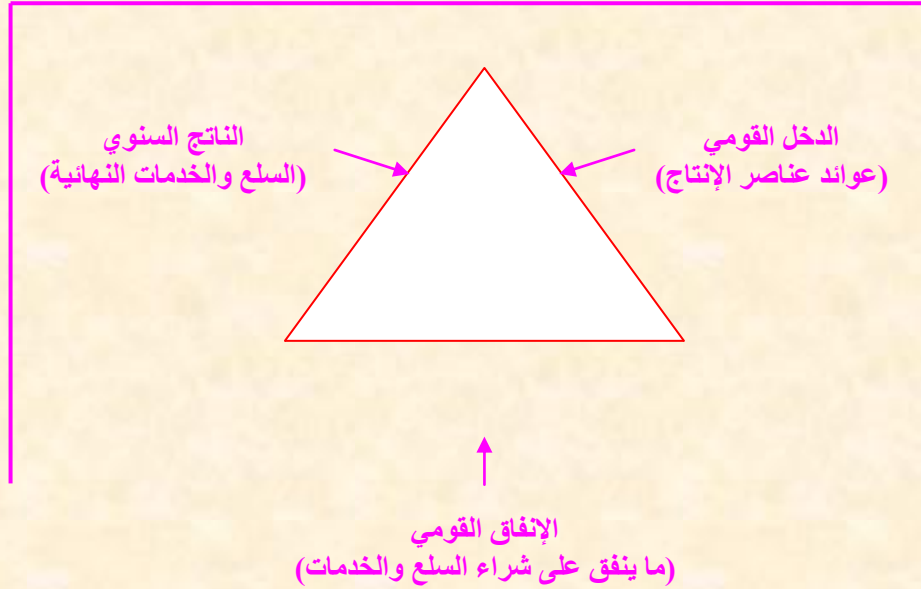 الدخل القومي
(عوائد عناصر الإنتاج)
الناتج السنوي
(السلع والخدمات النهائية)
الإنفاق القومي
(ما ينفق على شراء السلع والخدمات)